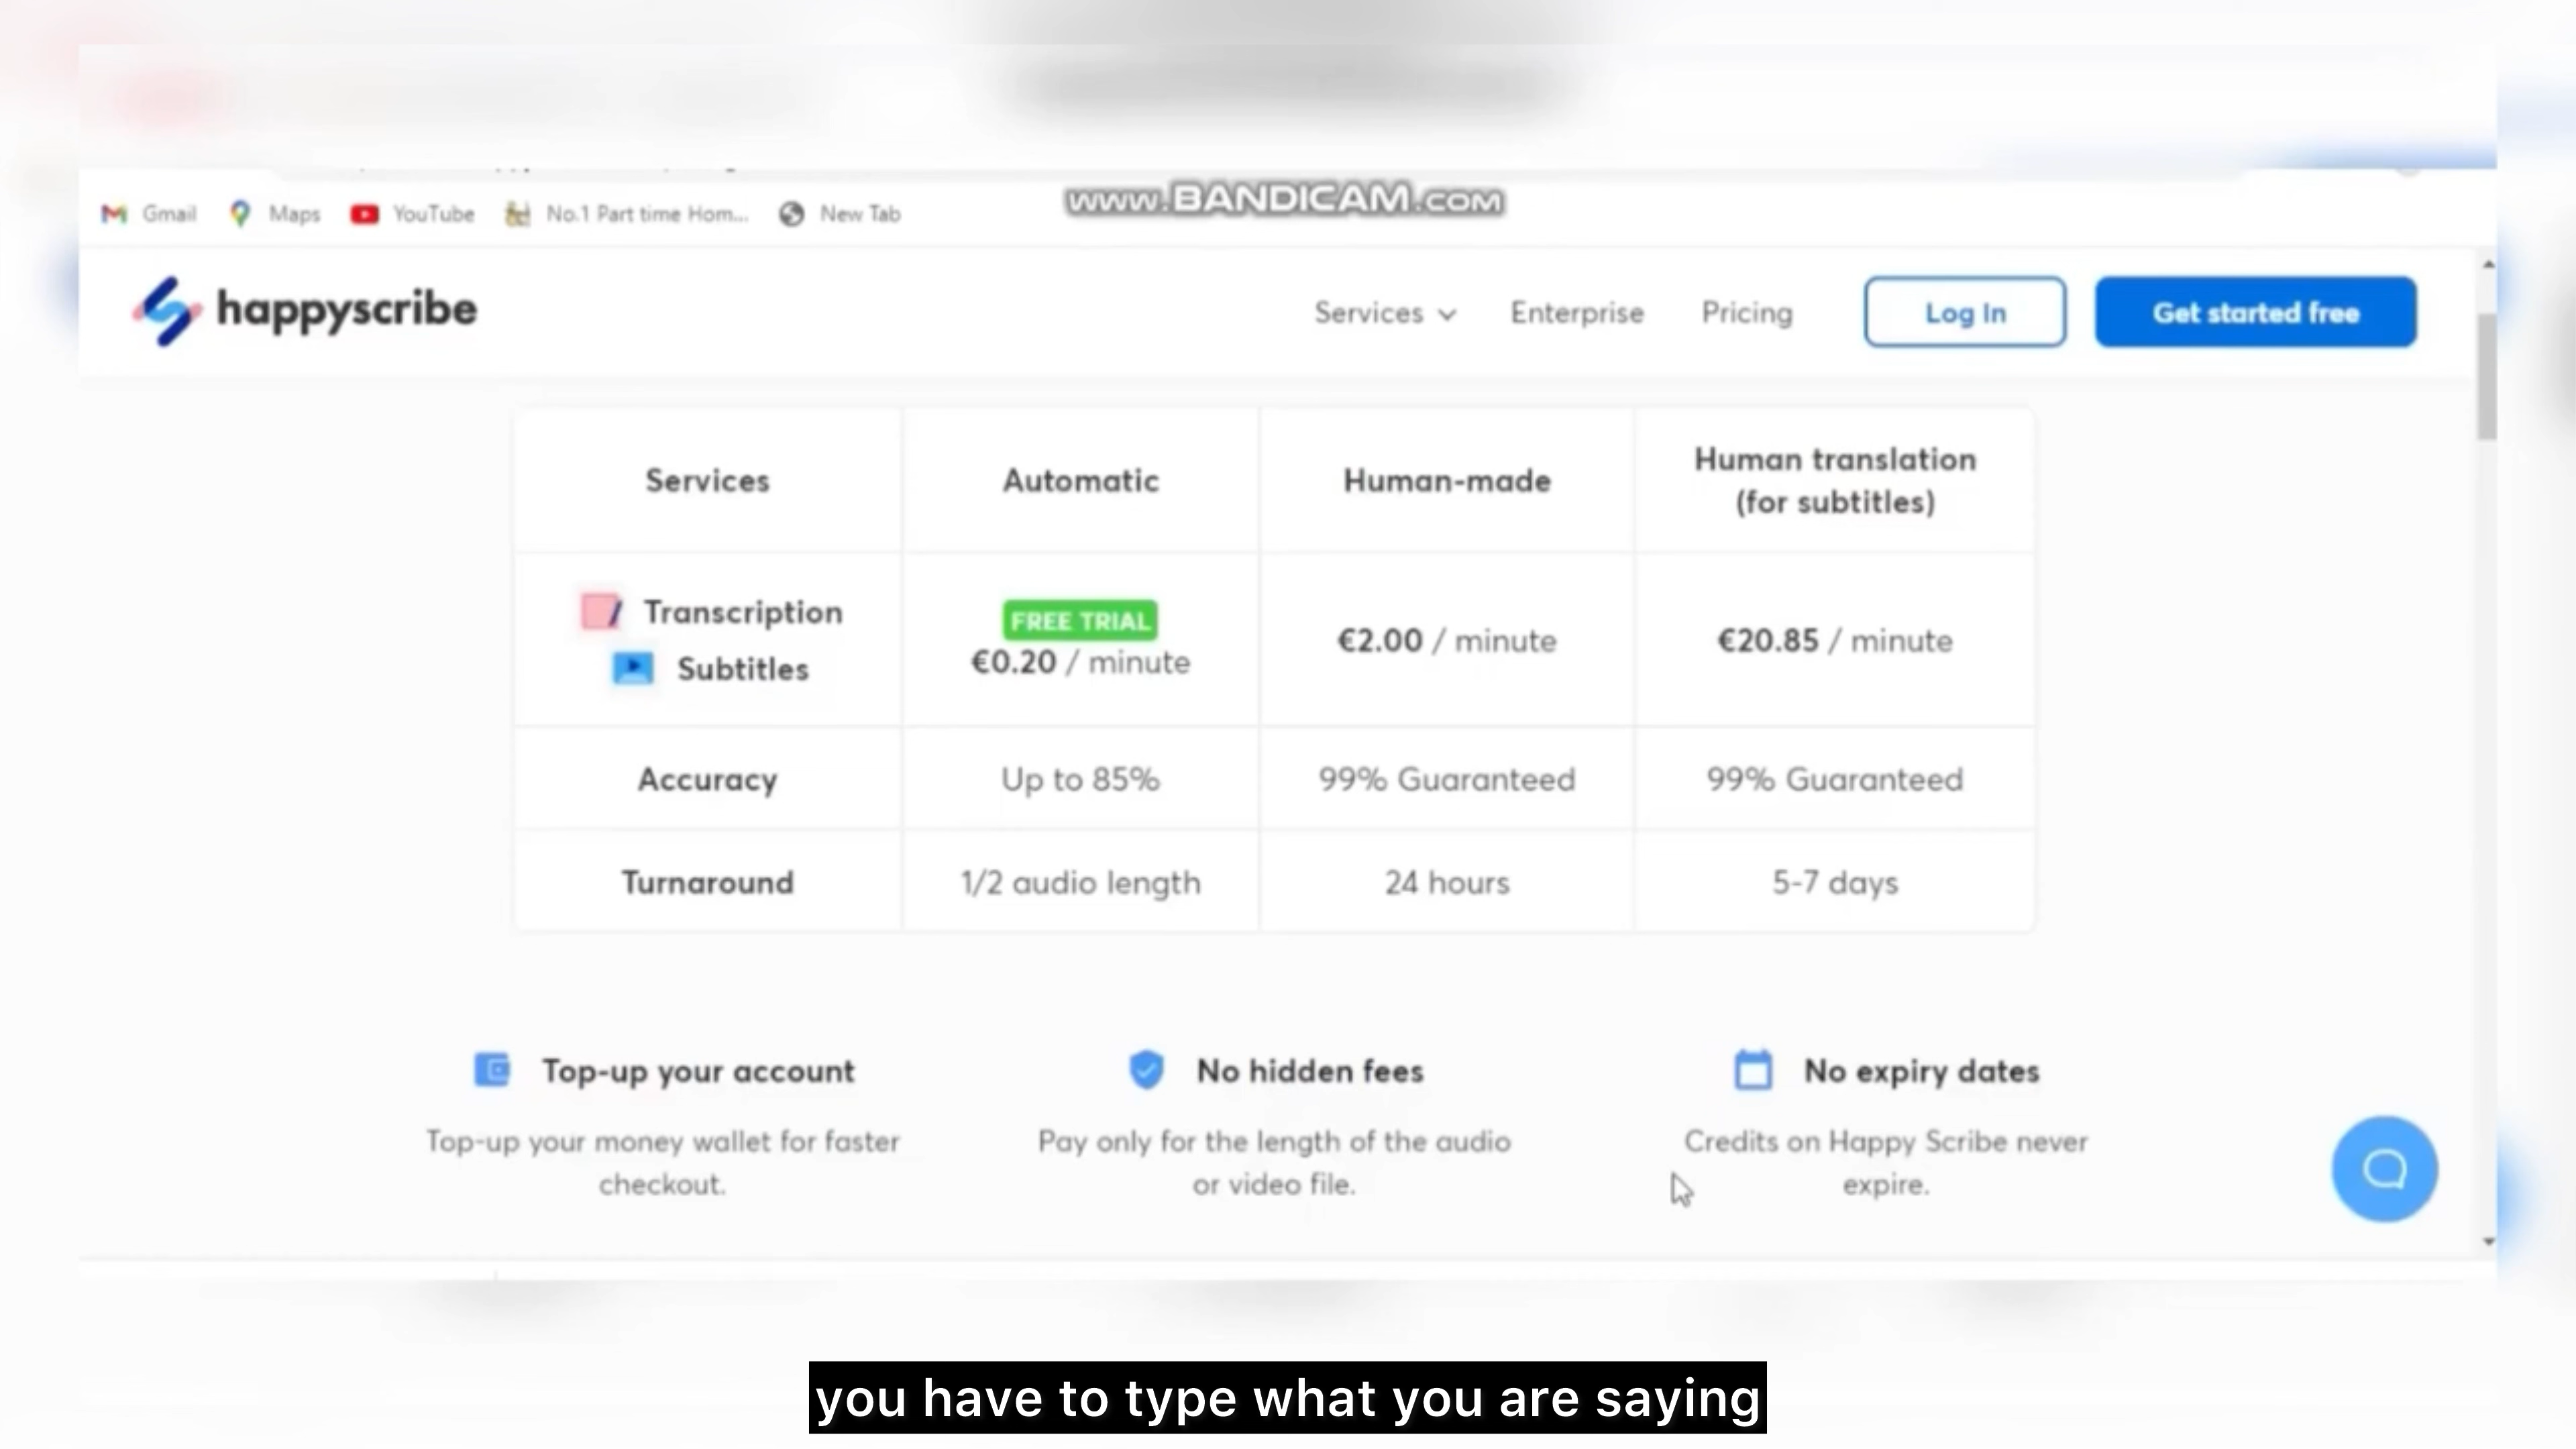 www.BANDICAM.com
Gmail Maps YouTube No.1 Part time Hom... New Tab
happyscribe Services Enterprise Pricing Log In Get started free
Services Automatic Human-made Human translation
(for subtitles)
Transcription
Subtitles
FREE TRIAL
€0.20 / minute
€2.00 / minute
€20.85 / minute
Accuracy Up to 85% 99% Guaranteed 99% Guaranteed
Turnaround 1/2 audio length 24 hours 5-7 days
Top-up your account
Top-up your money wallet for faster
checkout.
No hidden fees
Pay only for the length of the audio
or video file.
No expiry dates
Credits on Happy Scribe never
expire.
you have to type what you are saying